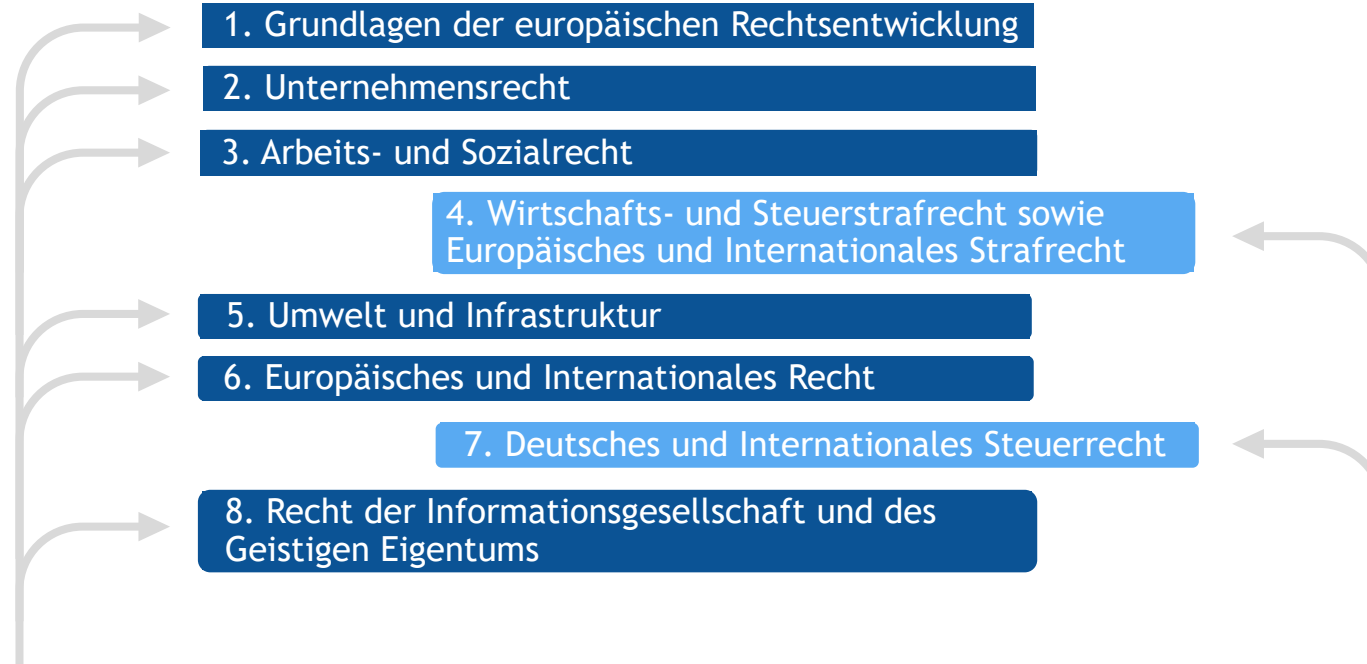 1. Grundlagen der europäischen Rechtsentwicklung
2. Unternehmensrecht
3. Arbeits- und Sozialrecht
4. Wirtschafts- und Steuerstrafrecht sowie
Europäisches und Internationales Strafrecht
5. Umwelt und Infrastruktur
6. Europäisches und Internationales Recht
7. Deutsches und Internationales Steuerrecht
8. Recht der Informationsgesellschaft und des
Geistigen Eigentums